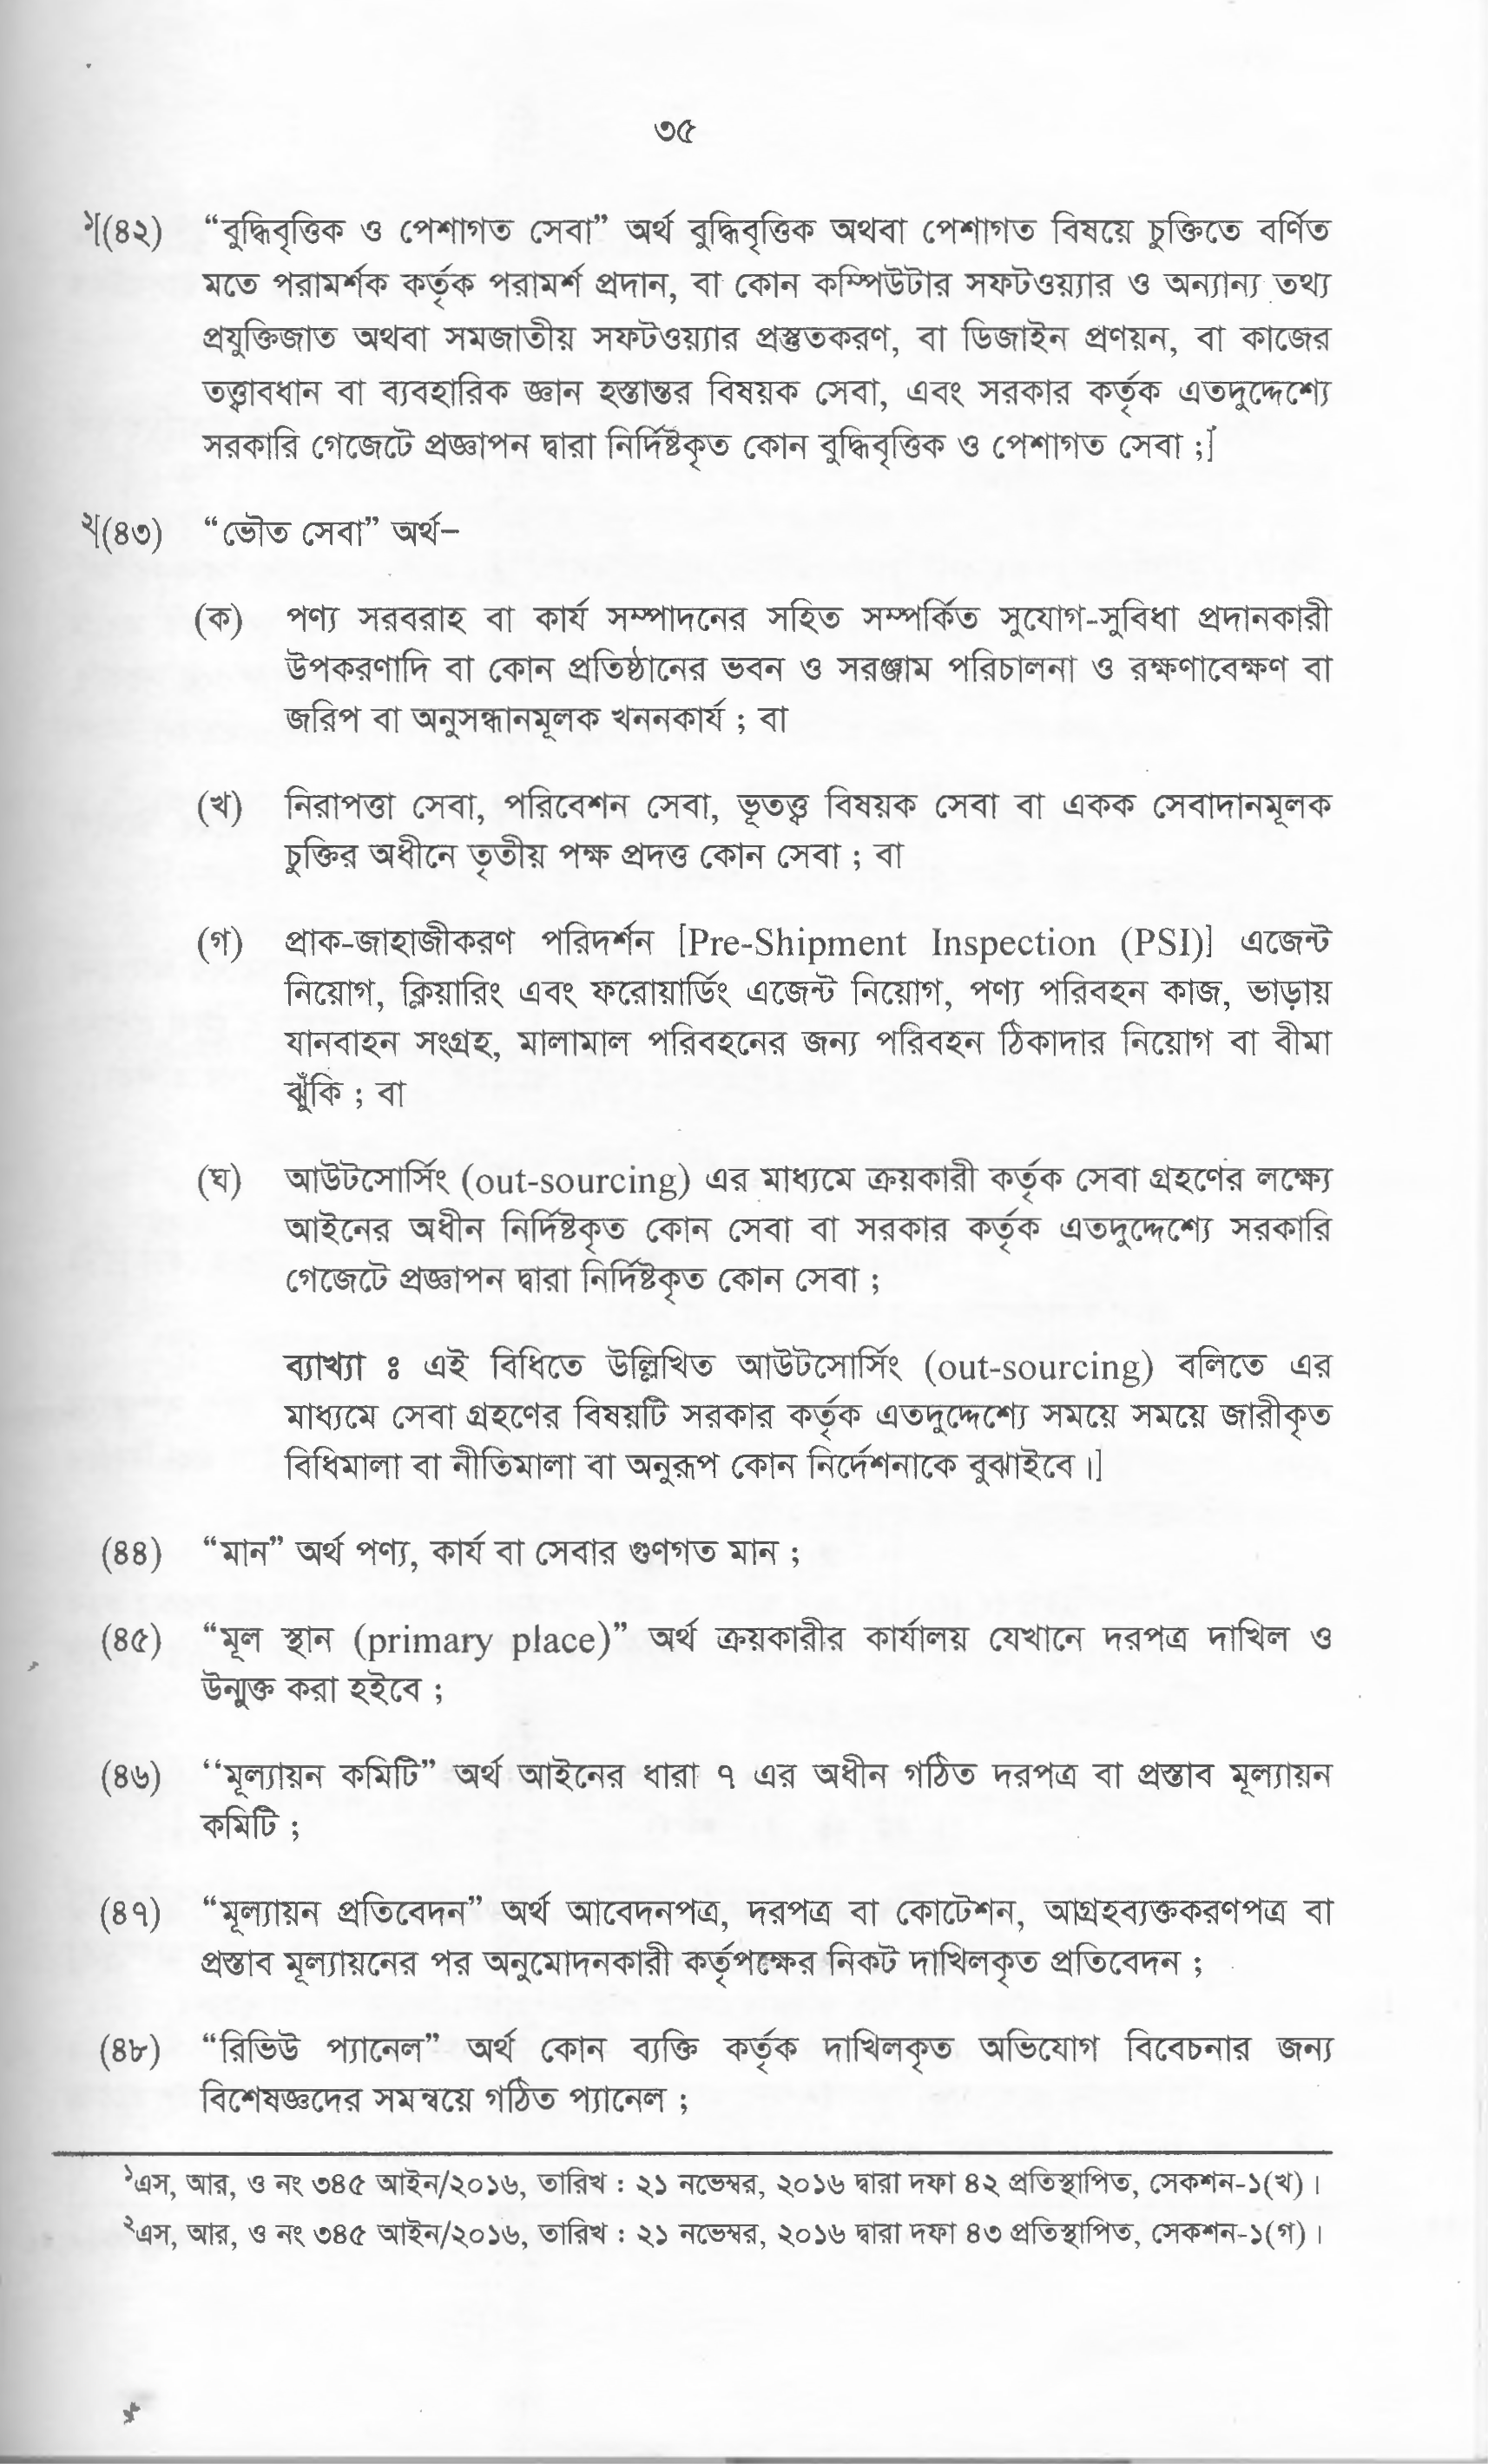 ৩৫
১[(৪২) “বুদ্ধিবৃত্তিক ও পেশাগত সেবা” অর্থ বুদ্ধিবৃত্তিক অথবা পেশাগত বিষয়ে চুক্তিতে বর্ণিত
মতে পরামর্শক কর্তৃক পরামর্শ প্রদান, বা কোন কম্পিউটার সফটওয়্যার ও অন্যান্য তথ্য
প্রযুক্তিজাত অথবা সমজাতীয় সফটওয়্যার প্রস্তুতকরণ, বা ডিজাইন প্রণয়ন, বা কাজের
তত্ত্বাবধান বা ব্যবহারিক জ্ঞান হস্তান্তর বিষয়ক সেবা, এবং সরকার কর্তৃক এতদুদ্দেশ্যে
সরকারি গেজেটে প্রজ্ঞাপন দ্বারা নির্দিষ্টকৃত কোন বুদ্ধিবৃত্তিক ও পেশাগত সেবা ;]
২[(৪৩) “ভৌত সেবা” অর্থ–
(ক) পণ্য সরবরাহ বা কার্য সম্পাদনের সহিত সম্পর্কিত সুযোগ-সুবিধা প্রদানকারী
উপকরণাদি বা কোন প্রতিষ্ঠানের ভবন ও সরঞ্জাম পরিচালনা ও রক্ষণাবেক্ষণ বা
জরিপ বা অনুসন্ধানমূলক খননকার্য ; বা
(খ) নিরাপত্তা সেবা, পরিবেশন সেবা, ভূতত্ত্ব বিষয়ক সেবা বা একক সেবাদানমূলক
চুক্তির অধীনে তৃতীয় পক্ষ প্রদত্ত কোন সেবা ; বা
(গ) প্রাক-জাহাজীকরণ পরিদর্শন [Pre-Shipment Inspection (PSI)] এজেন্ট
নিয়োগ, ক্লিয়ারিং এবং ফরোয়ার্ডিং এজেন্ট নিয়োগ, পণ্য পরিবহন কাজ, ভাড়ায়
যানবাহন সংগ্রহ, মালামাল পরিবহনের জন্য পরিবহন ঠিকাদার নিয়োগ বা বীমা
ঝুঁকি ; বা
(ঘ) আউটসোর্সিং (out-sourcing) এর মাধ্যমে ক্রয়কারী কর্তৃক সেবা গ্রহণের লক্ষ্যে
আইনের অধীন নির্দিষ্টকৃত কোন সেবা বা সরকার কর্তৃক এতদুদ্দেশ্যে সরকারি
গেজেটে প্রজ্ঞাপন দ্বারা নির্দিষ্টকৃত কোন সেবা ;
ব্যাখ্যা ঃ এই বিধিতে উল্লিখিত আউটসোর্সিং (out-sourcing) বলিতে এর
মাধ্যমে সেবা গ্রহণের বিষয়টি সরকার কর্তৃক এতদুদ্দেশ্যে সময়ে সময়ে জারীকৃত
বিধিমালা বা নীতিমালা বা অনুরূপ কোন নির্দেশনাকে বুঝাইবে।]
(৪৪) “মান” অর্থ পণ্য, কার্য বা সেবার গুণগত মান ;
(৪৫) “মূল স্থান (primary place)” অর্থ ক্রয়কারীর কার্যালয় যেখানে দরপত্র দাখিল ও
উন্মুক্ত করা হইবে ;
(৪৬) ‘‘মূল্যায়ন কমিটি” অর্থ আইনের ধারা ৭ এর অধীন গঠিত দরপত্র বা প্রস্তাব মূল্যায়ন
কমিটি ;
(৪৭) “মূল্যায়ন প্রতিবেদন” অর্থ আবেদনপত্র, দরপত্র বা কোটেশন, আগ্রহব্যক্তকরণপত্র বা
প্রস্তাব মূল্যায়নের পর অনুমোদনকারী কর্তৃপক্ষের নিকট দাখিলকৃত প্রতিবেদন ;
(৪৮) “রিভিউ প্যানেল” অর্থ কোন ব্যক্তি কর্তৃক দাখিলকৃত অভিযোগ বিবেচনার জন্য
বিশেষজ্ঞদের সমন্বয়ে গঠিত প্যানেল ;
১এস, আর, ও নং ৩৪৫ আইন/২০১৬, তারিখ : ২১ নভেম্বর, ২০১৬ দ্বারা দফা ৪২ প্রতিস্থাপিত, সেকশন-১(খ)।
২এস, আর, ও নং ৩৪৫ আইন/২০১৬, তারিখ : ২১ নভেম্বর, ২০১৬ দ্বারা দফা ৪৩ প্রতিস্থাপিত, সেকশন-১(গ)।